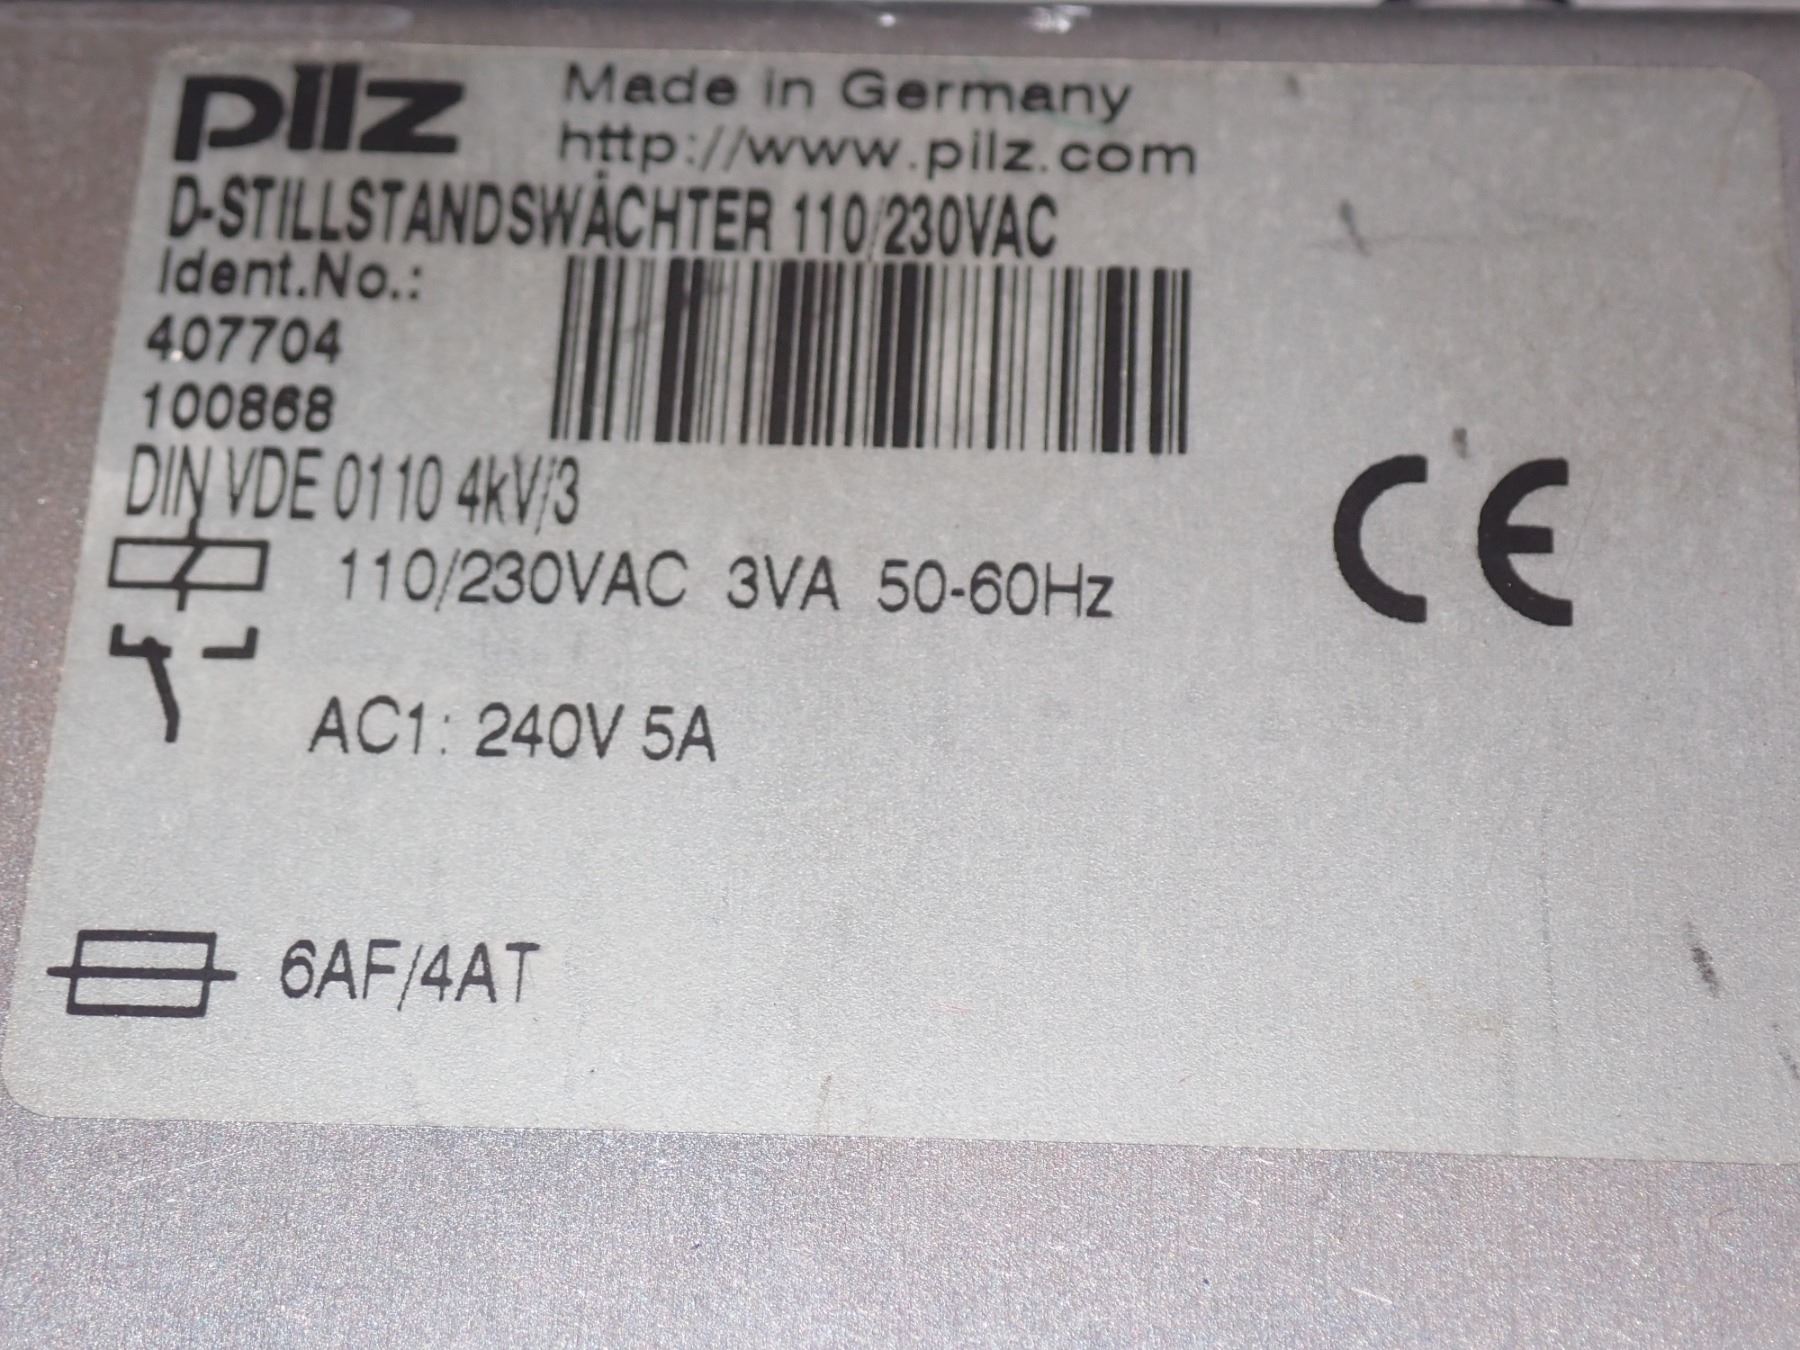 pilz
Made in Germany
http://www.pilz.com
D-STILLSTANDSWÄCHTER 110/230VAC
Ident.No.:
407704
100868
DIN VDE 0110 4kV/3
110/230VAC 3VA 50-60Hz
CE
AC1: 240V 5A
6AF/4AT